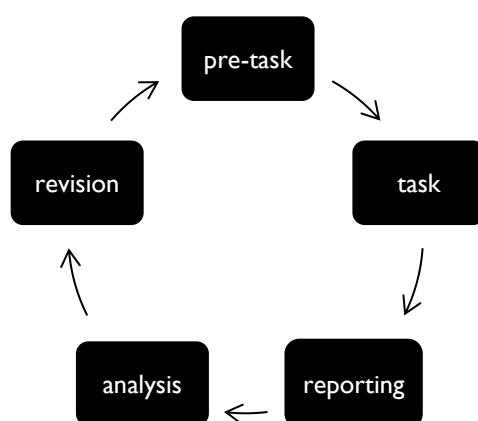 pre-task
task
reporting
analysis
revision